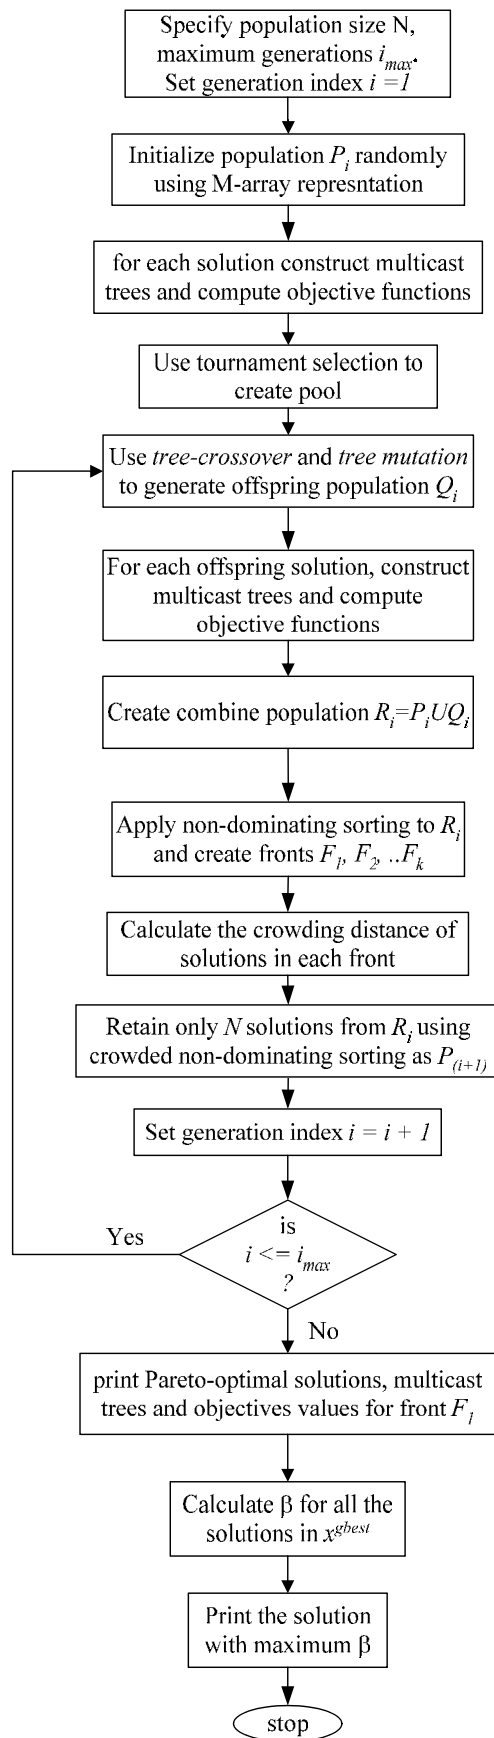 Specify population size N,
maximum generations i_max.
Set generation index i =1
Initialize population P_i randomly
using M-array represntation
for each solution construct multicast
trees and compute objective functions
Use tournament selection to
create pool
Use tree-crossover and tree mutation
to generate offspring population Q_i
For each offspring solution, construct
multicast trees and compute
objective functions
Create combine population R_i=P_iUQ_i
Apply non-dominating sorting to R_i
and create fronts F_1, F_2, ..F_k
Calculate the crowding distance of
solutions in each front
Retain only N solutions from R_i using
crowded non-dominating sorting as P_(i+1)
Set generation index i = i + 1
Yes
is
i <= i_max
?
No
print Pareto-optimal solutions, multicast
trees and objectives values for front F_1
Calculate β for all the
solutions in x^gbest
Print the solution
with maximum β
stop